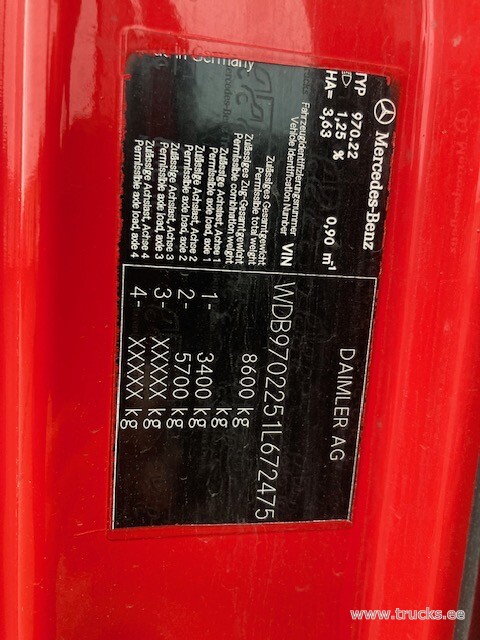 Mercedes-Benz DAIMLER AG
TYP 970.22
1,25 % 0,90 m⁻¹
HA= 3,63
Fahrzeugidentifizierungsnummer
Vehicle Identification Number VIN WDB9702251L672475
Zulässiges Gesamtgewicht
Permissible total weight 8600 kg
Zulässiges Zug-Gesamtgewicht
Permissible combination weight kg
Zulässige Achslast, Achse 1
Permissible axle load, axle 1 1- 3400 kg
Zulässige Achslast, Achse 2
Permissible axle load, axle 2 2- 5700 kg
Zulässige Achslast, Achse 3
Permissible axle load, axle 3 3- XXXXX kg
Zulässige Achslast, Achse 4
Permissible axle load, axle 4 4- XXXXX kg
in Germany
www.trucks.ee